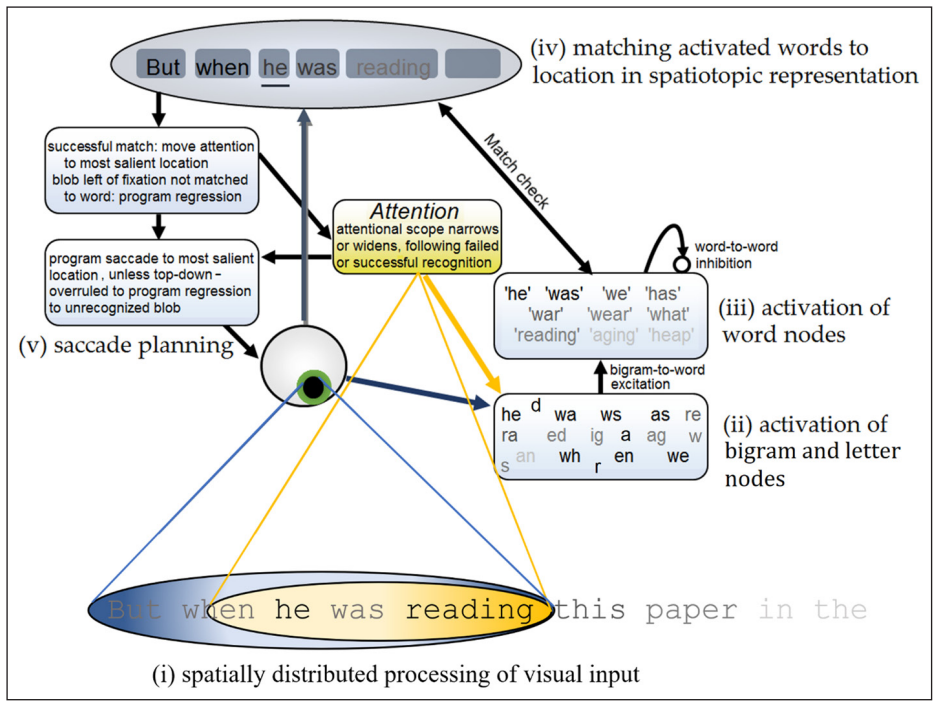 But when he was reading
(iv) matching activated words to
location in spatiotopic representation
successful match: move attention
to most salient location
blob left of fixation not matched
to word: program regression
Match check
Attention
attentional scope narrows
or widens, following failed
or successful recognition
program saccade to most salient
location , unless top-down –
overruled to program regression
to unrecognized blob
(v) saccade planning
word-to-word
inhibition
'he' 'was' 'we' 'has'
'war' 'wear' 'what'
'reading' 'aging' 'heap'
(iii) activation of
word nodes
bigram-to-word
excitation
he d wa ws as re
ra ed ig a ag w
s an wh r en we
(ii) activation of
bigram and letter
nodes
But when he was reading this paper in the
(i) spatially distributed processing of visual input